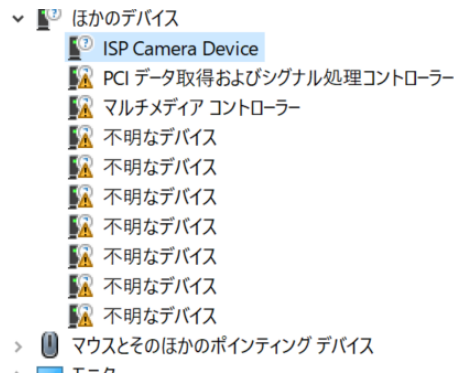 ほかのデバイス
ISP Camera Device
PCI データ取得およびシグナル処理コントローラー
マルチメディア コントローラー
不明なデバイス
不明なデバイス
不明なデバイス
不明なデバイス
不明なデバイス
不明なデバイス
不明なデバイス
マウスとそのほかのポインティング デバイス
モニター